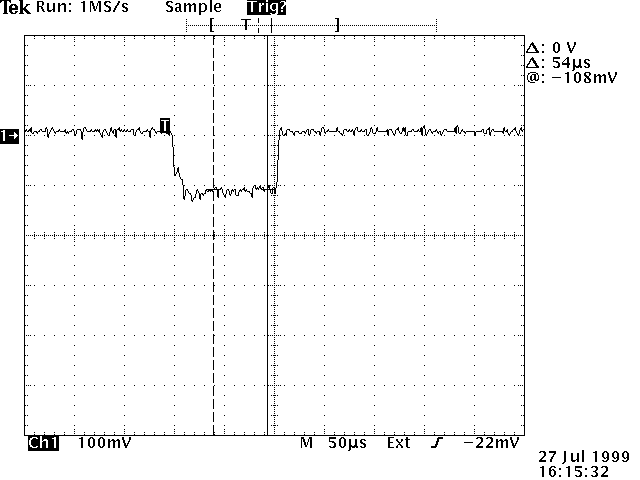 Tek Run: 1MS/s Sample Trig?
[ T ]
Δ: 0 V
Δ: 54µs
@: −108mV
T
1→
Ch1 100mV M 50µs Ext −22mV
27 Jul 1999
16:15:32